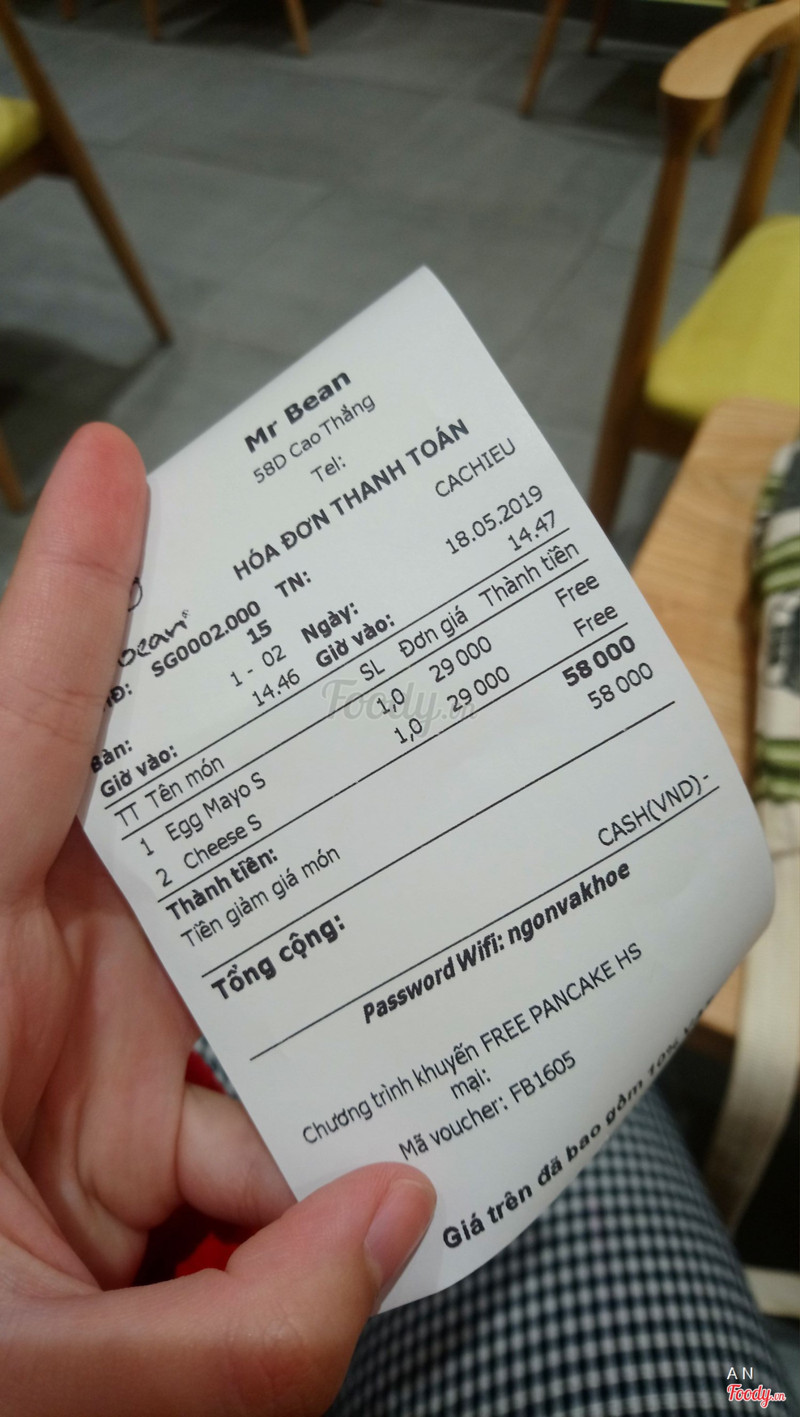 Mr Bean
58D Cao Thắng
Tel:
HÓA ĐƠN THANH TOÁN
bean
SG0002.000 TN: CACHIEU
15 Ngày: 18.05.2019
Bàn: 1 - 02 Giờ vào: 14.47
Giờ vào: 14.46
TT Tên món SL Đơn giá Thành tiền
1 Egg Mayo S 1,0 29 000 Free
2 Cheese S 1,0 29 000 Free
Thành tiền: 58 000
Tiền giảm giá món 58 000
Tổng cộng: CASH(VND)-
Password Wifi: ngonvakhoe
Chương trình khuyến FREE PANCAKE HS
mại:
Mã voucher: FB1605
Giá trên đã bao gồm 10%
Foody.vn
AN
Foody.vn